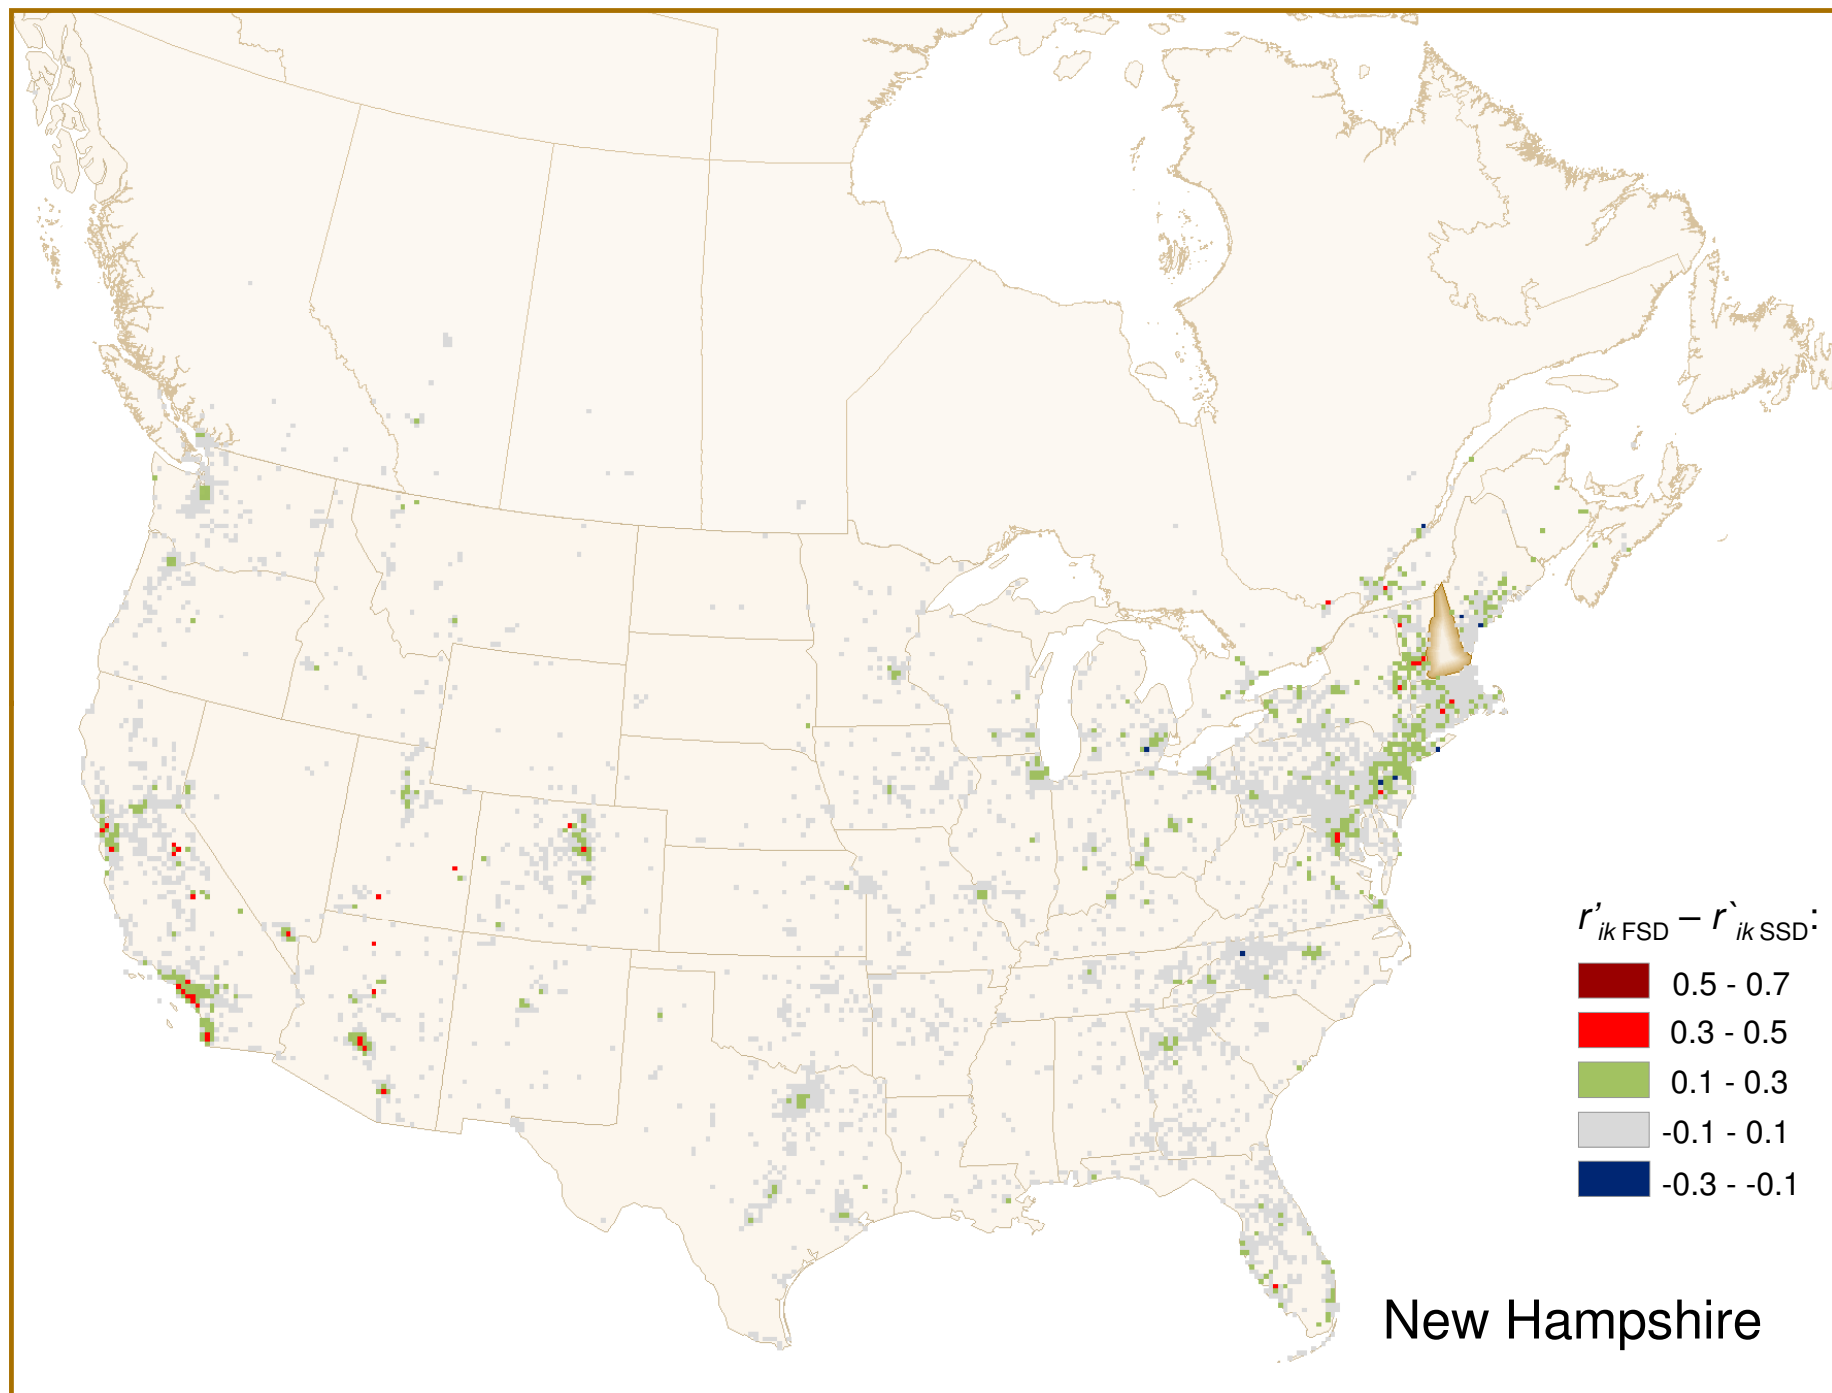 r’ik FSD – r`ik SSD:
0.5 - 0.7
0.3 - 0.5
0.1 - 0.3
-0.1 - 0.1
-0.3 - -0.1
New Hampshire